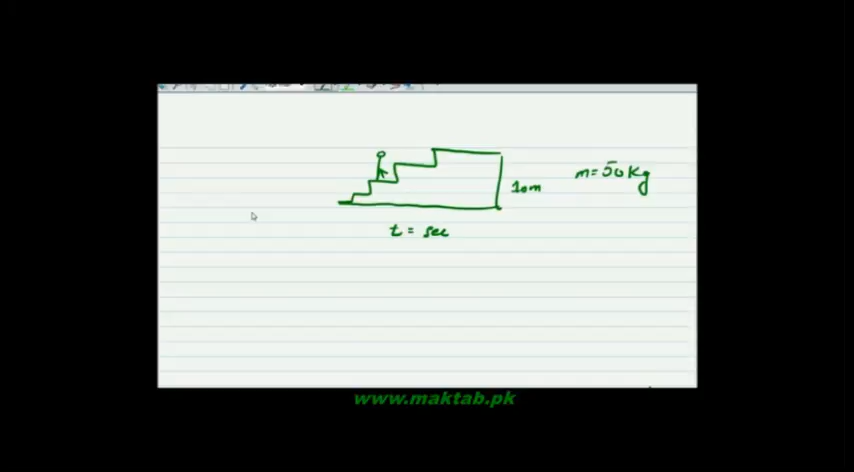 10m
m = 50 kg
t = sec
www.maktab.pk